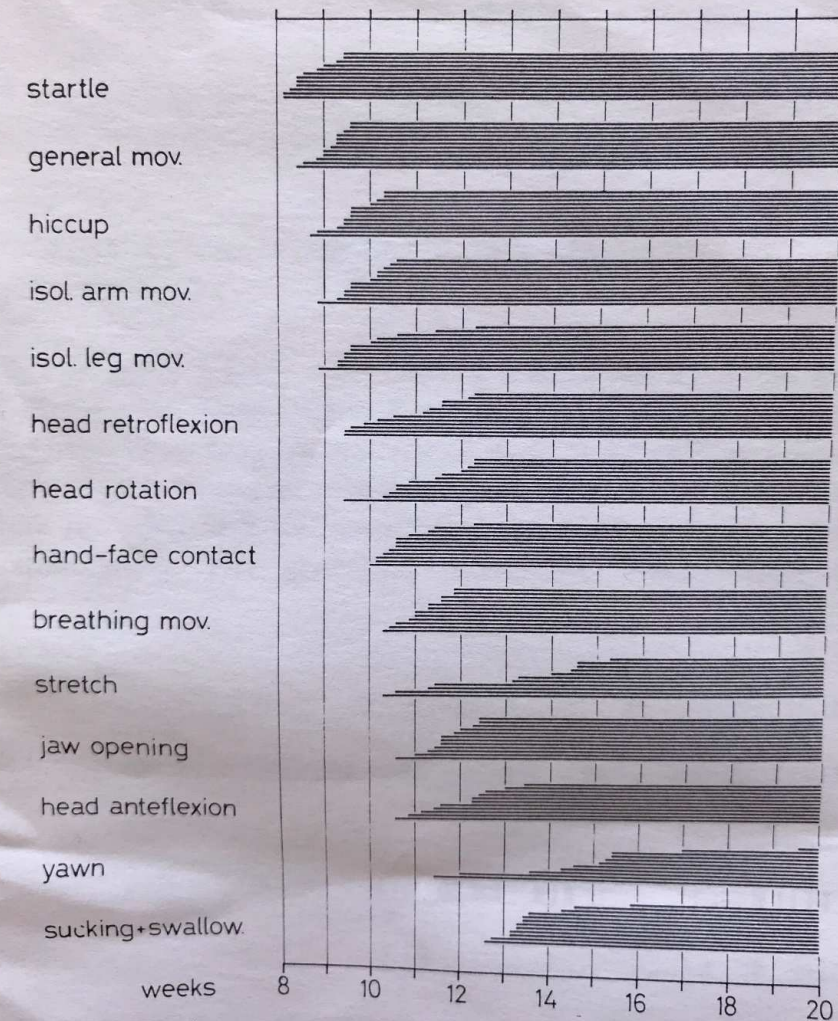 startle
general mov.
hiccup
isol. arm mov.
isol. leg mov.
head retroflexion
head rotation
hand-face contact
breathing mov.
stretch
jaw opening
head anteflexion
yawn
sucking+swallow.
weeks 8 10 12 14 16 18 20